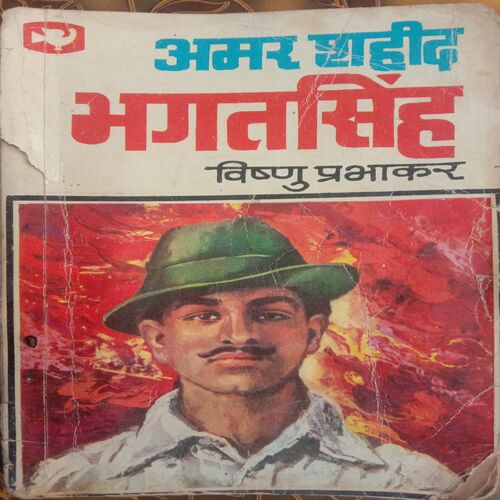 अमर शहीद
भगतसिंह
विष्णु प्रभाकर